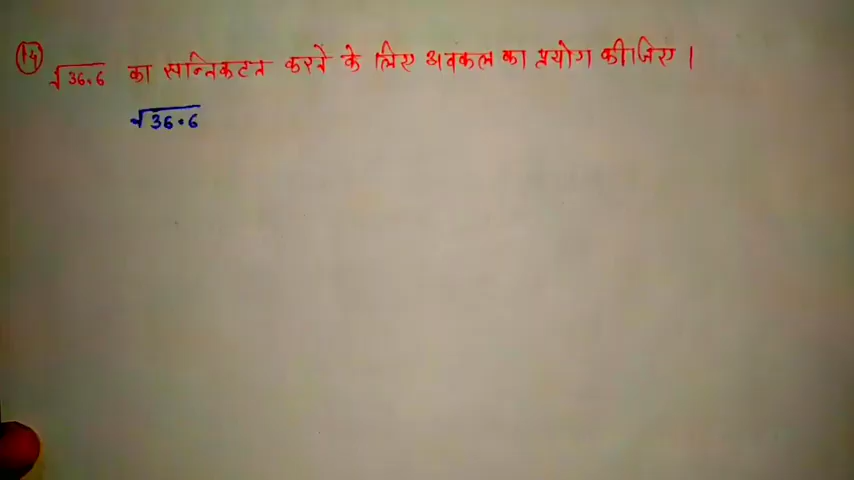 (14) √36.6 का सन्निकटन करने के लिए अवकल का प्रयोग कीजिए।
√36.6